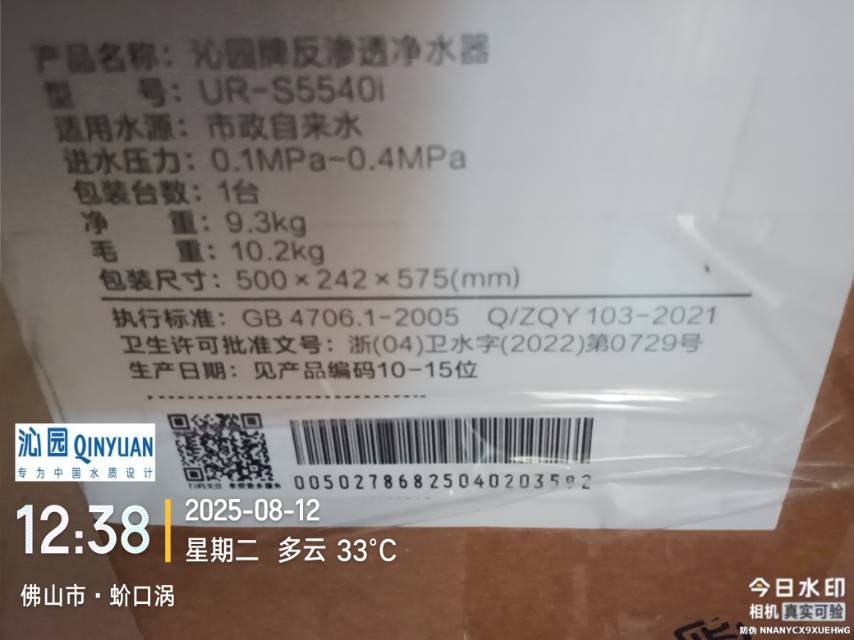 产品名称：沁园牌反渗透净水器
型 号：UR-S5540i
适用水源：市政自来水
进水压力：0.1MPa~0.4MPa
包装台数：1台
净 重：9.3kg
毛 重：10.2kg
包装尺寸：500×242×575(mm)
执行标准：GB 4706.1-2005 Q/ZQY 103-2021
卫生许可批准文号：浙(04)卫水字(2022)第0729号
生产日期：见产品编码10-15位
00502786825040203592
沁园 QINYUAN
专为中国水质设计
12:38
2025-08-12
星期二 多云 33°C
佛山市·蚧口涡
今日水印
相机 真实可验
防伪 NNANYCX9XUEHWG